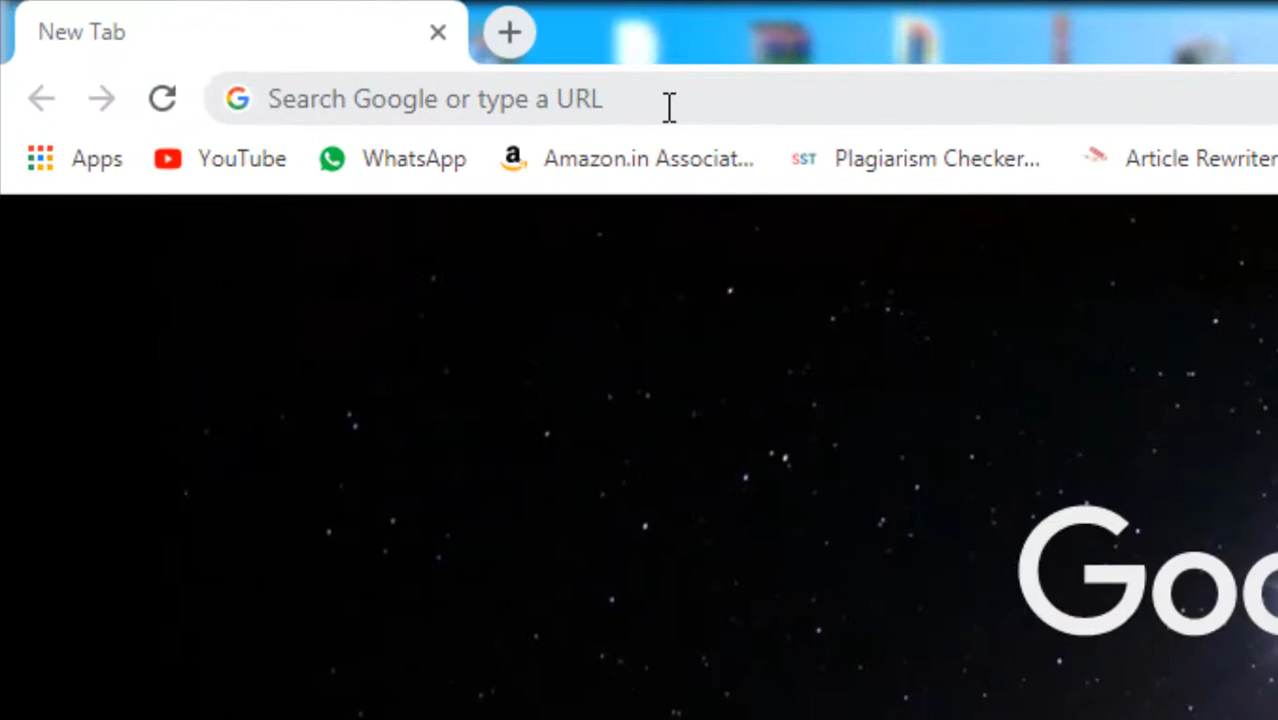 New Tab
Search Google or type a URL
Apps YouTube WhatsApp Amazon.in Associat... SST Plagiarism Checker... Article Rewriter
Goo